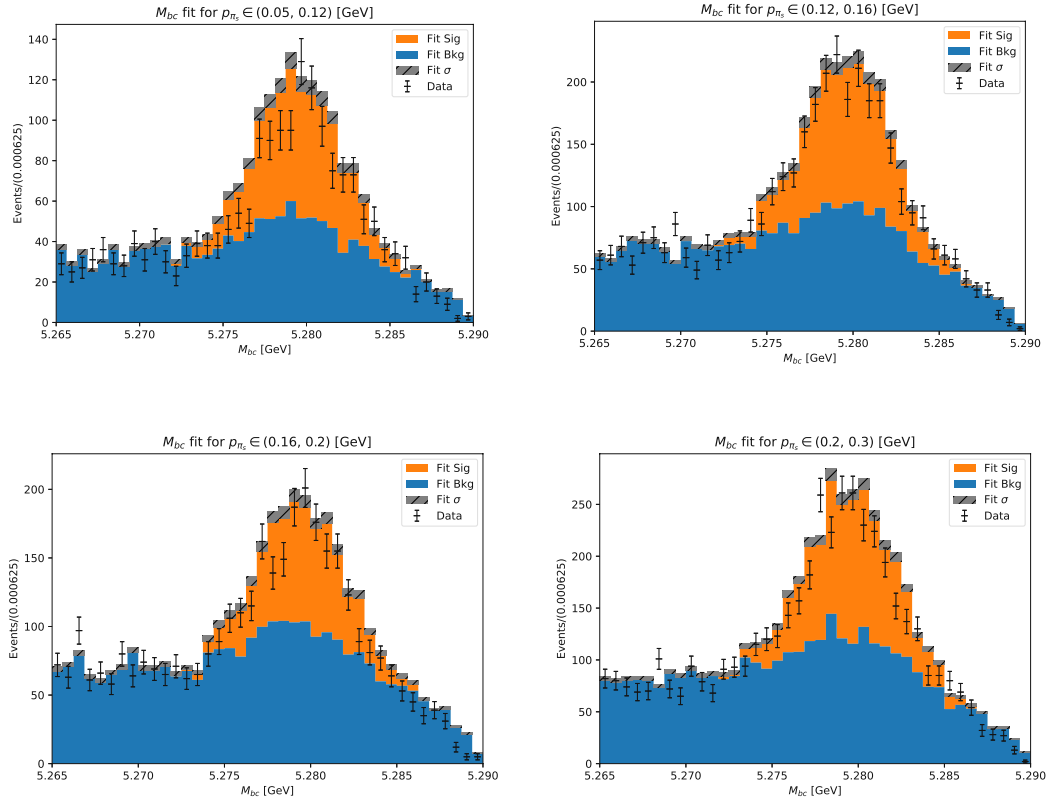 M_bc fit for p_πs ∈ (0.05, 0.12) [GeV]
Events/(0.000625)
140
120
100
80
60
40
20
0
Fit Sig
Fit Bkg
Fit σ
Data
5.265 5.270 5.275 5.280 5.285 5.290
M_bc [GeV]
M_bc fit for p_πs ∈ (0.12, 0.16) [GeV]
Events/(0.000625)
200
150
100
50
0
Fit Sig
Fit Bkg
Fit σ
Data
5.265 5.270 5.275 5.280 5.285 5.290
M_bc [GeV]
M_bc fit for p_πs ∈ (0.16, 0.2) [GeV]
Events/(0.000625)
200
150
100
50
0
Fit Sig
Fit Bkg
Fit σ
Data
5.265 5.270 5.275 5.280 5.285 5.290
M_bc [GeV]
M_bc fit for p_πs ∈ (0.2, 0.3) [GeV]
Events/(0.000625)
250
200
150
100
50
0
Fit Sig
Fit Bkg
Fit σ
Data
5.265 5.270 5.275 5.280 5.285 5.290
M_bc [GeV]